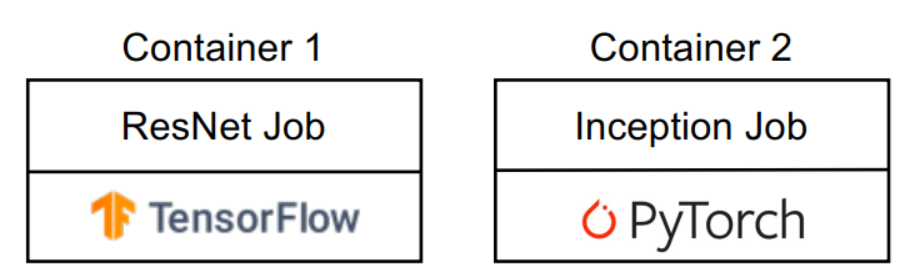 Container 1
ResNet Job
TensorFlow
Container 2
Inception Job
PyTorch